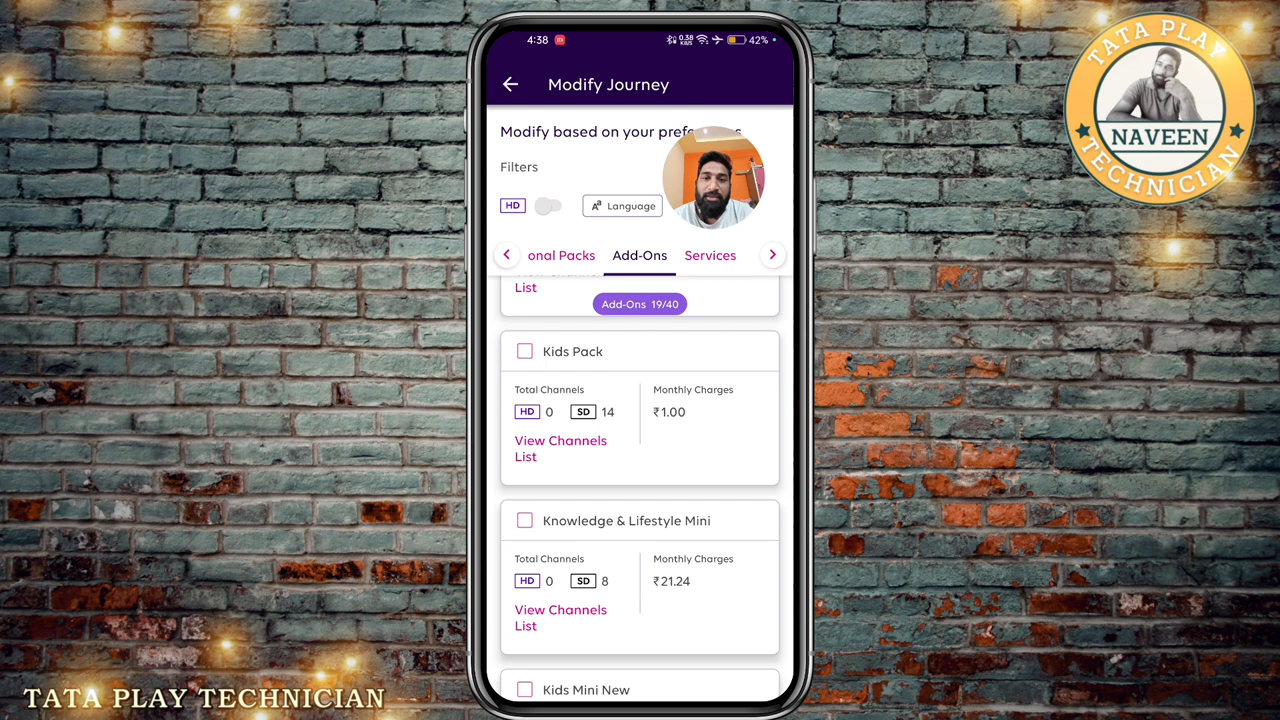 4:38
0.38
KB/S
42%
Modify Journey
Modify based on your
Filters
HD
Language
onal Packs
Add-Ons
Services
List
Add-Ons 19/40
Kids Pack
Total Channels
Monthly Charges
HD 0 SD 14
₹1.00
View Channels
List
Knowledge & Lifestyle Mini
Total Channels
Monthly Charges
HD 0 SD 8
₹21.24
View Channels
List
Kids Mini New
TATA PLAY
NAVEEN
TECHNICIAN
TATA PLAY TECHNICIAN